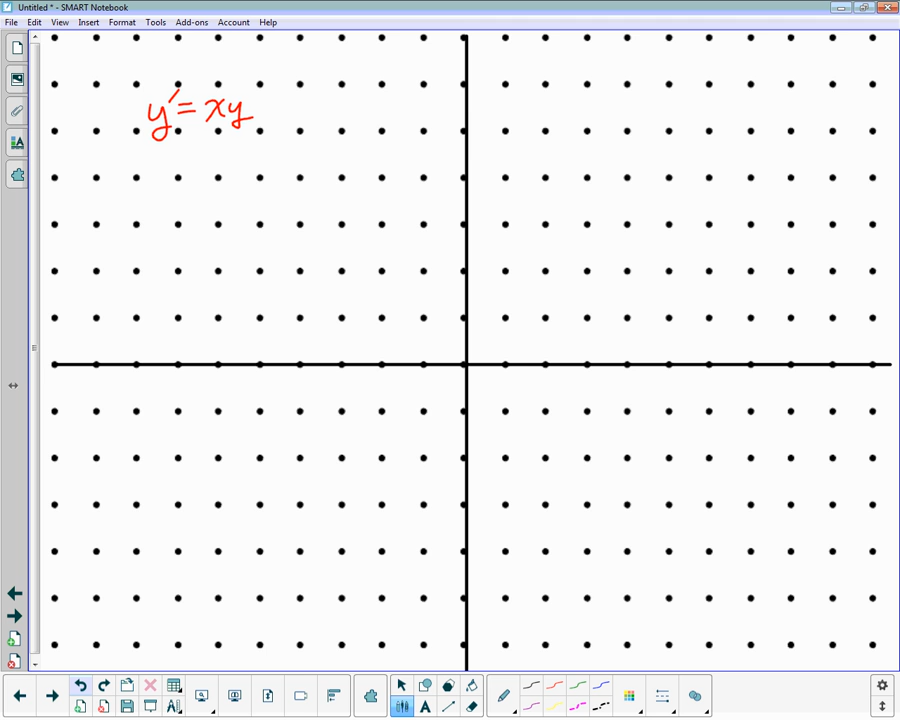 Untitled * - SMART Notebook
File Edit View Insert Format Tools Add-ons Account Help
y' = xy